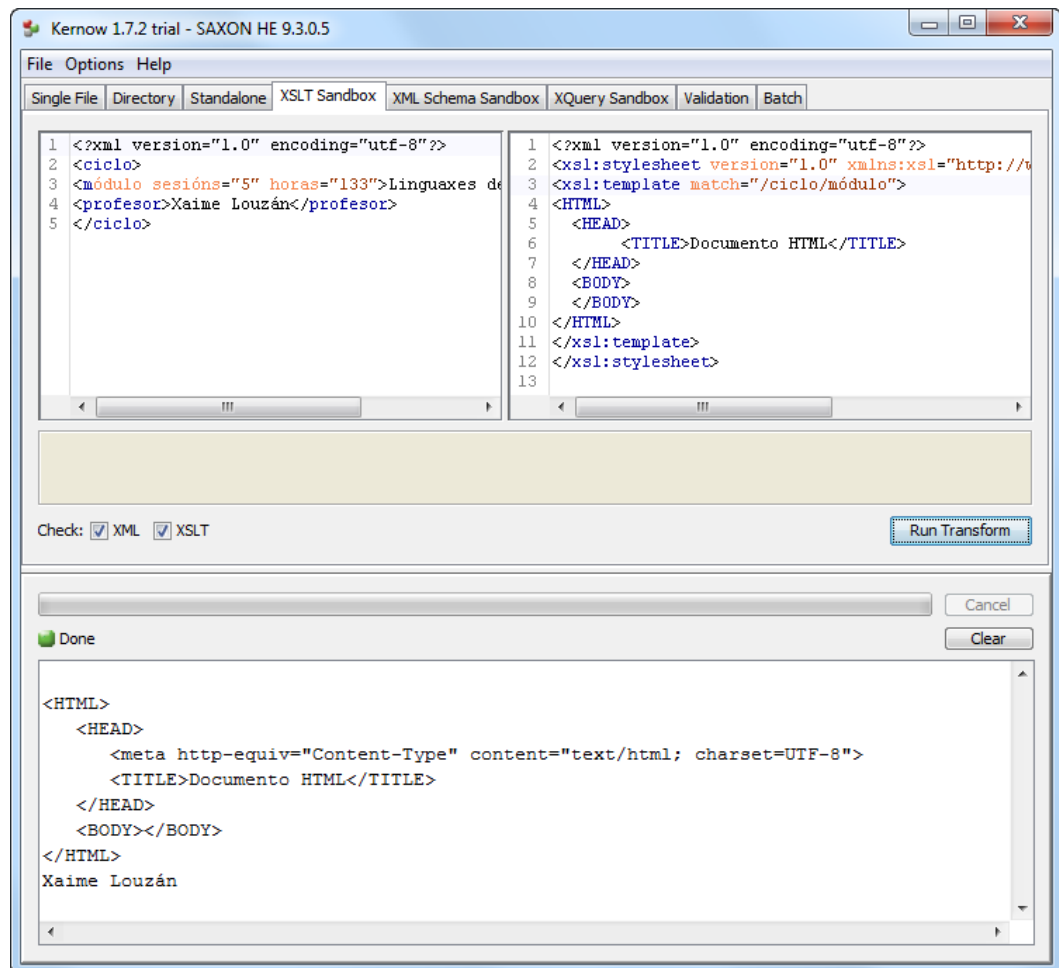 Kernow 1.7.2 trial - SAXON HE 9.3.0.5
File Options Help
Single File Directory Standalone XSLT Sandbox XML Schema Sandbox XQuery Sandbox Validation Batch
1 <?xml version="1.0" encoding="utf-8"?>
2 <ciclo>
3 <módulo sesións="5" horas="133">Linguaxes de
4 <profesor>Xaime Louzán</profesor>
5 </ciclo>
1 <?xml version="1.0" encoding="utf-8"?>
2 <xsl:stylesheet version="1.0" xmlns:xsl="http://w
3 <xsl:template match="/ciclo/módulo">
4 <HTML>
5 <HEAD>
6 <TITLE>Documento HTML</TITLE>
7 </HEAD>
8 <BODY>
9 </BODY>
10 </HTML>
11 </xsl:template>
12 </xsl:stylesheet>
13
Check: XML XSLT
Run Transform
Cancel
Done
Clear
<HTML>
<HEAD>
<meta http-equiv="Content-Type" content="text/html; charset=UTF-8">
<TITLE>Documento HTML</TITLE>
</HEAD>
<BODY></BODY>
</HTML>
Xaime Louzán